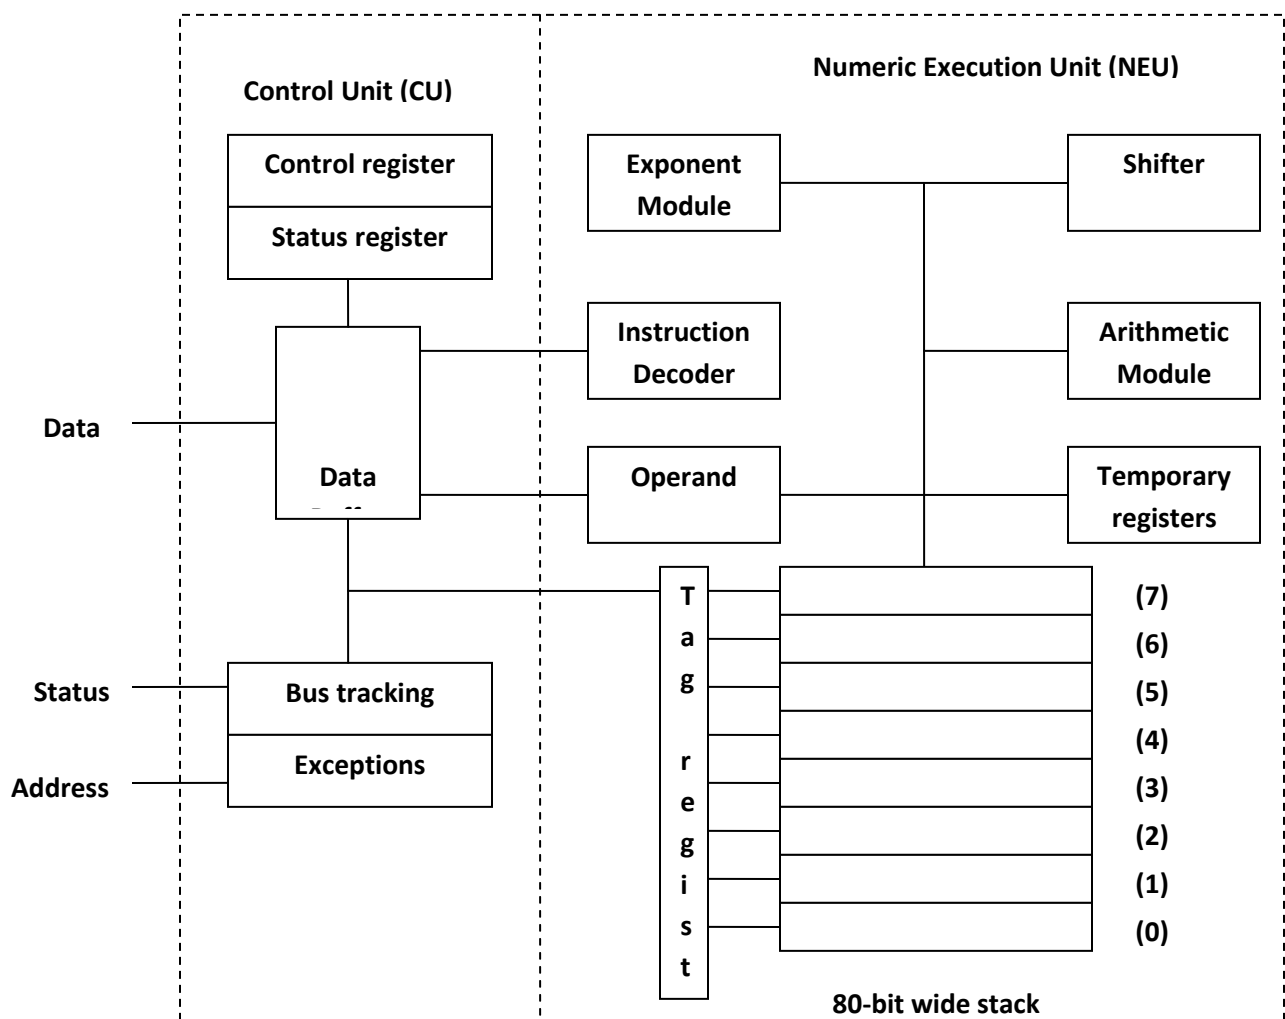 Numeric Execution Unit (NEU)
Control Unit (CU)
Control register
Status register
Exponent
Module
Shifter
Instruction
Decoder
Arithmetic
Module
Data
Data
Operand
Temporary
registers
Status
Bus tracking
Address
Exceptions
T
a
g
r
e
g
i
s
t
(7)
(6)
(5)
(4)
(3)
(2)
(1)
(0)
80-bit wide stack